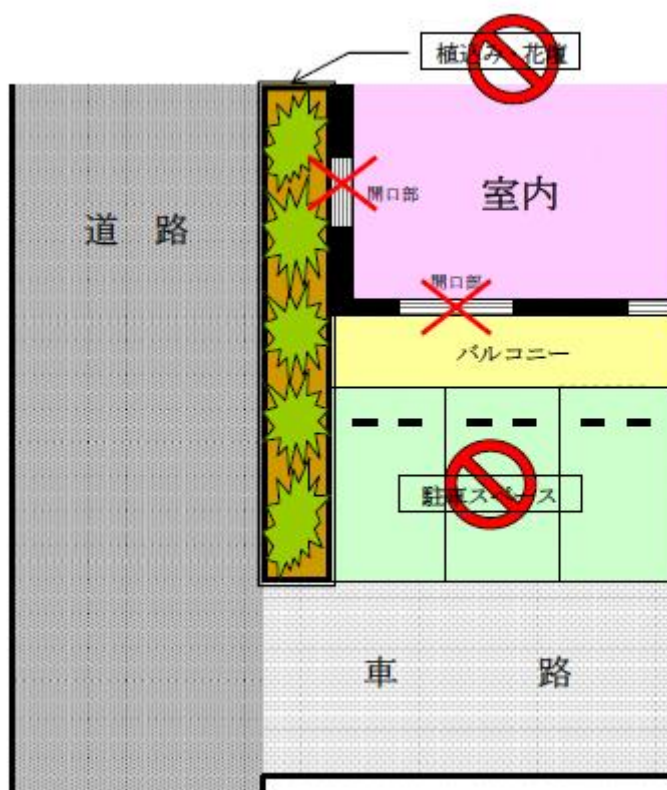 植込み・花壇
開口部
室内
道 路
開口部
バルコニー
駐車スペース
車 路